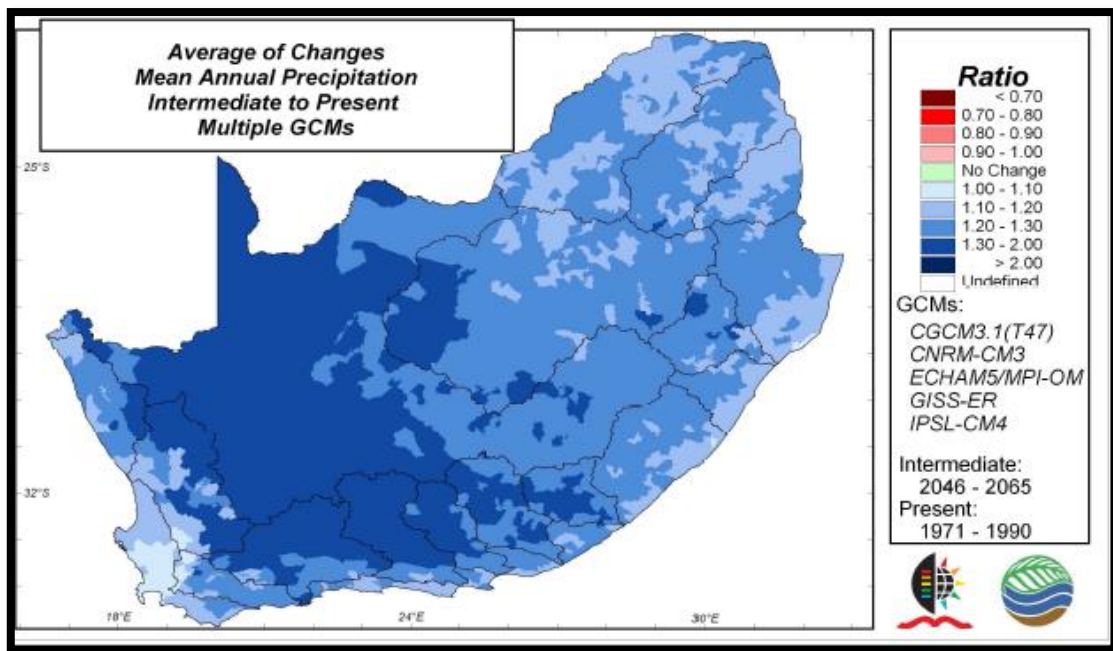 Average of Changes
Mean Annual Precipitation
Intermediate to Present
Multiple GCMs
25°S
32°S
18°E
24°E
30°E
Ratio
< 0.70
0.70 - 0.80
0.80 - 0.90
0.90 - 1.00
No Change
1.00 - 1.10
1.10 - 1.20
1.20 - 1.30
1.30 - 2.00
> 2.00
Undefined
GCMs:
CGCM3.1(T47)
CNRM-CM3
ECHAM5/MPI-OM
GISS-ER
IPSL-CM4
Intermediate:
2046 - 2065
Present:
1971 - 1990